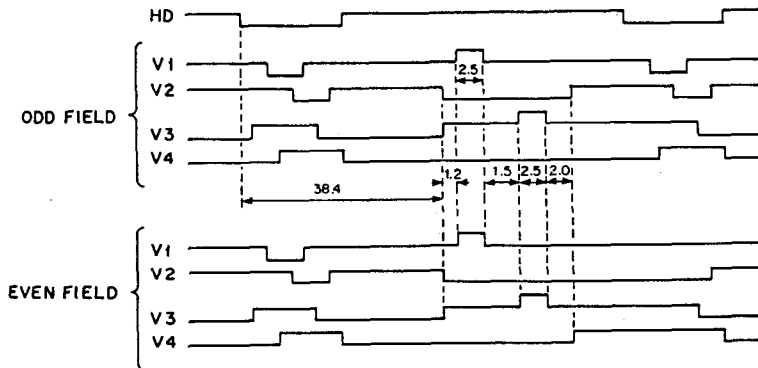 HD
V1
2.5
V2
ODD FIELD
V3
V4
1.2
1.5
2.5
2.0
38.4
V1
V2
EVEN FIELD
V3
V4